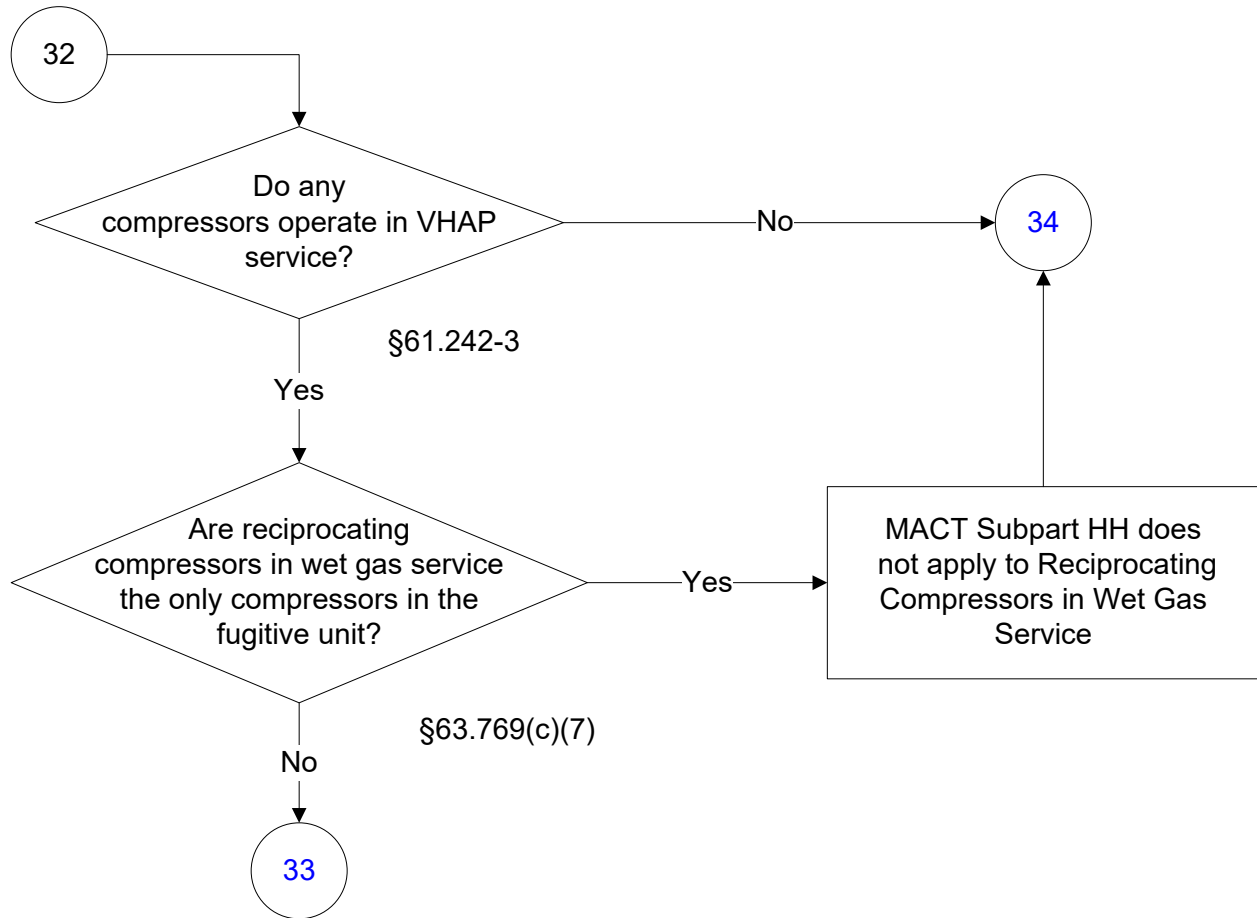 32
Do any
compressors operate in VHAP
service?
No
34
§61.242-3
Yes
Are reciprocating
compressors in wet gas service
the only compressors in the
fugitive unit?
Yes
MACT Subpart HH does
not apply to Reciprocating
Compressors in Wet Gas
Service
§63.769(c)(7)
No
33